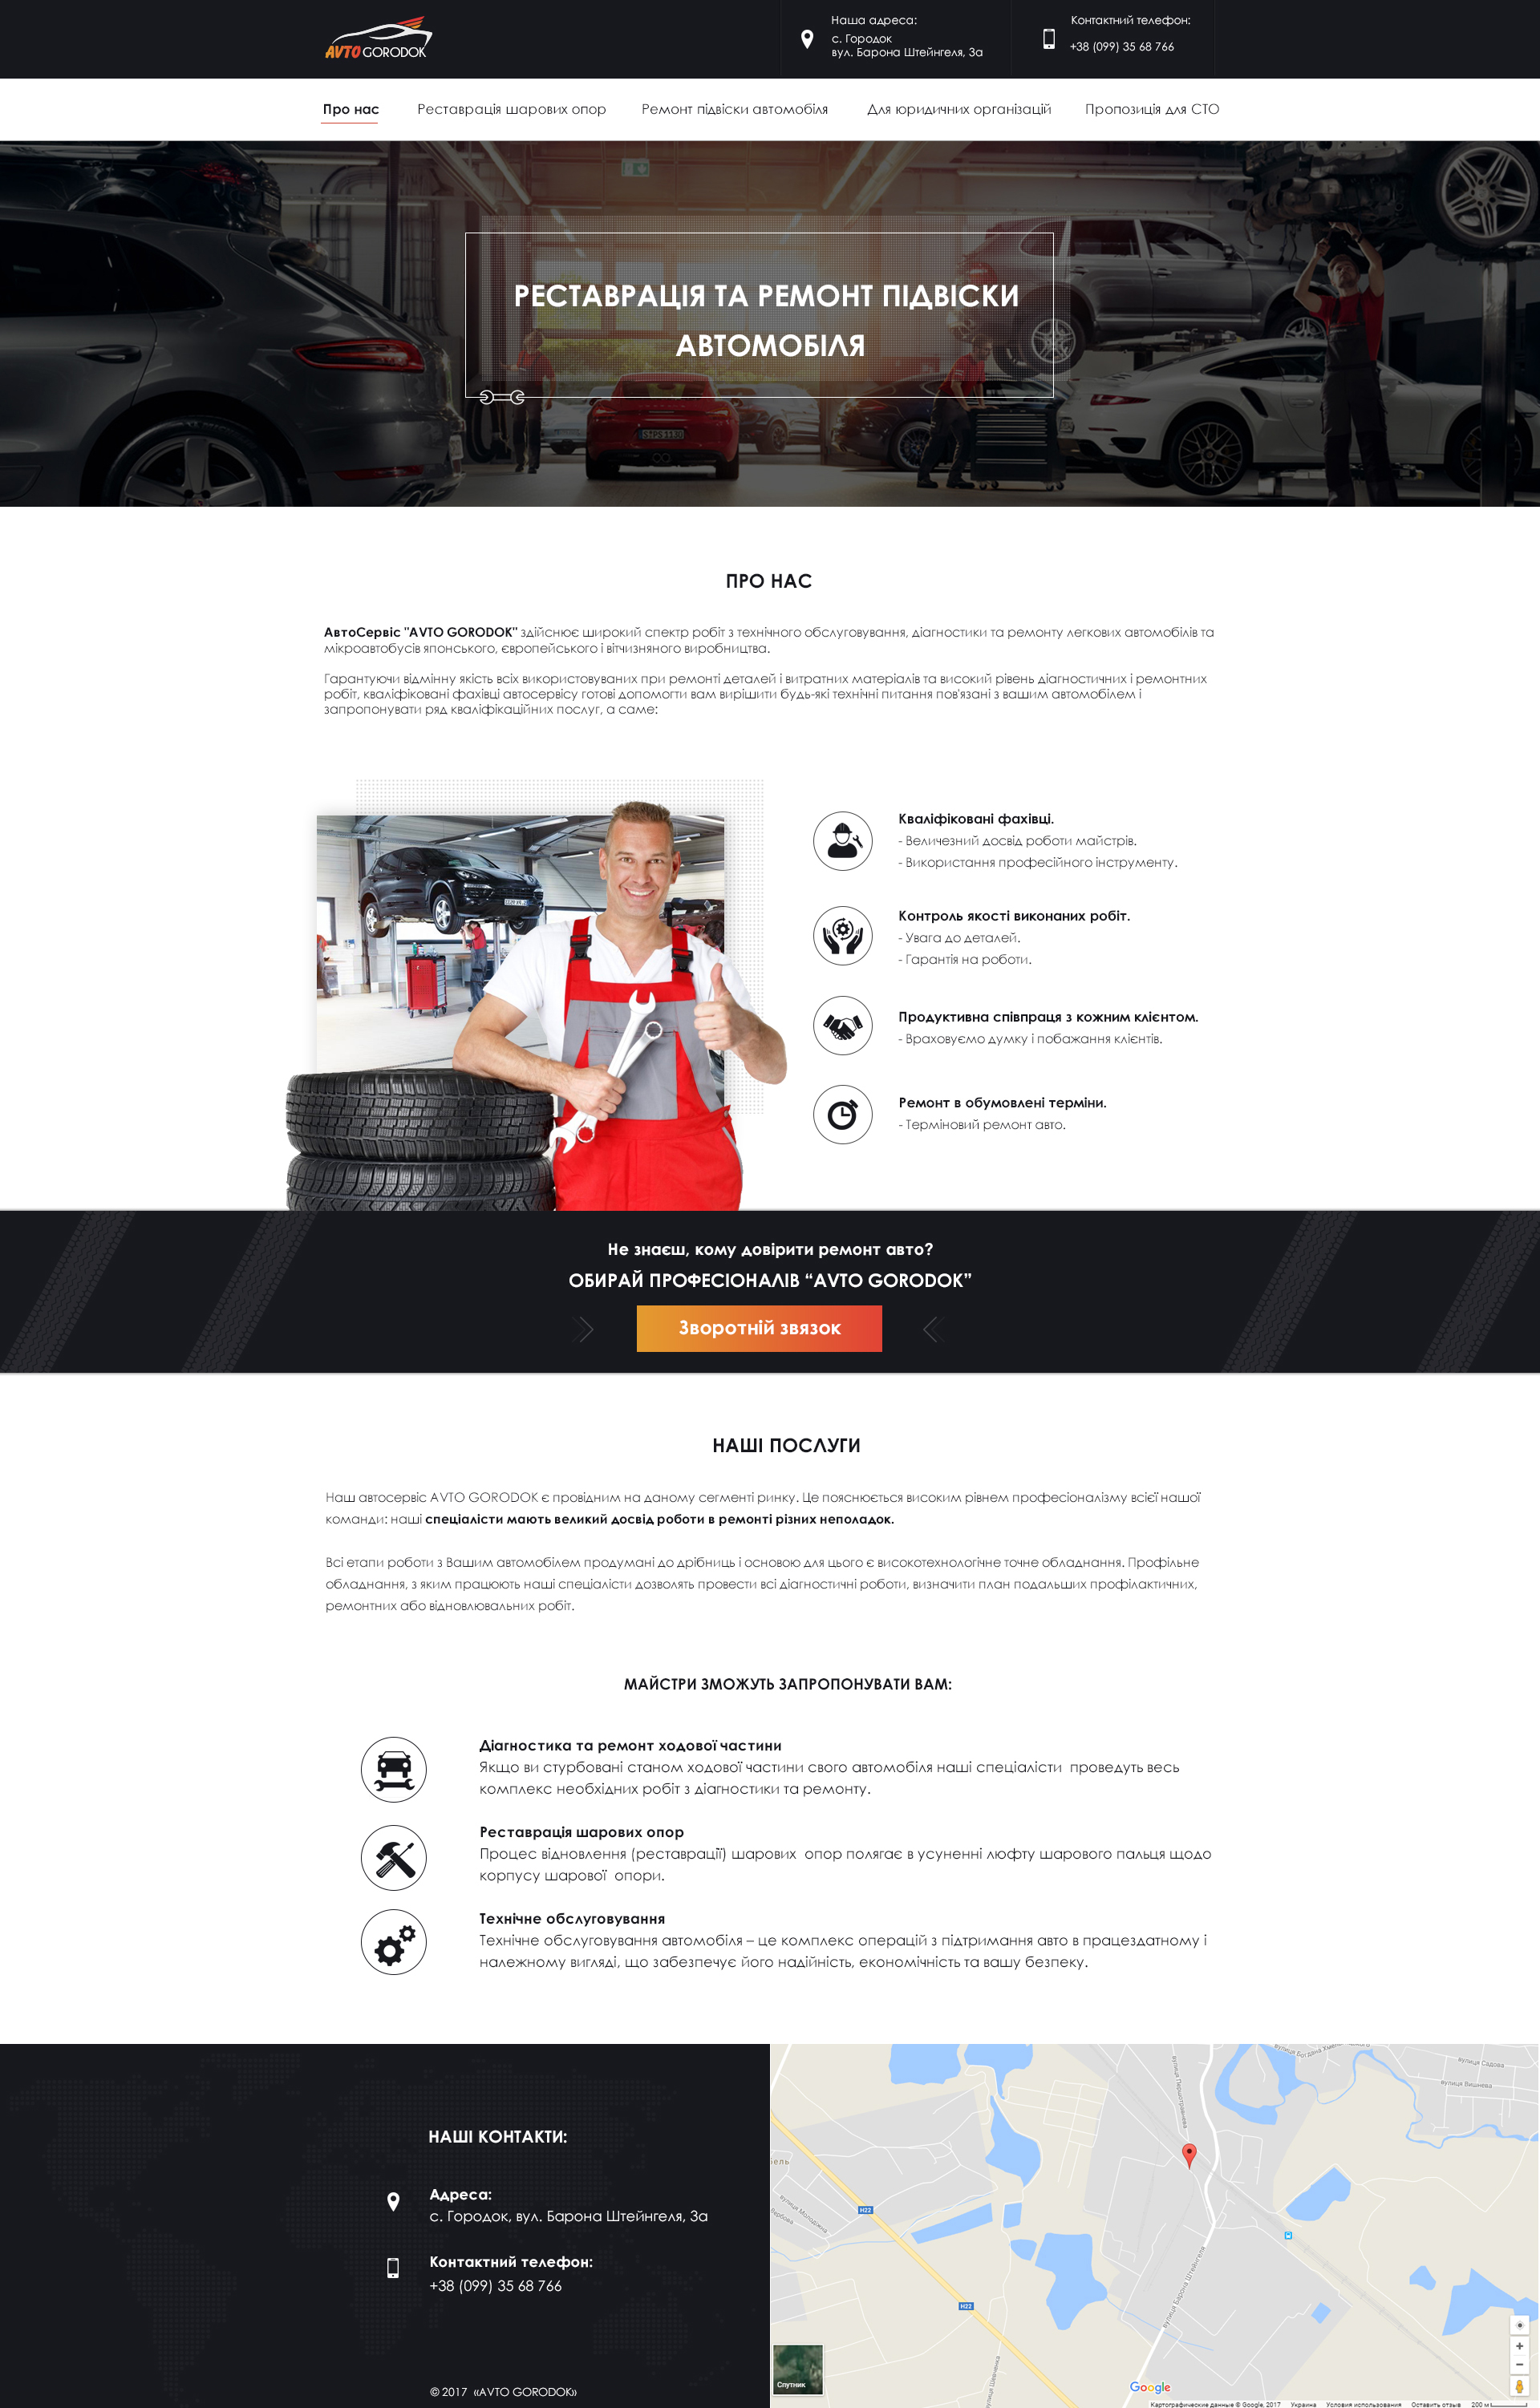 AVTO GORODOK
Наша адреса:
с. Городок
вул. Барона Штейнгеля, 3а
Контактний телефон:
+38 (099) 35 68 766
Про нас
Реставрація шарових опор
Ремонт підвіски автомобіля
Для юридичних організацій
Пропозиція для СТО
РЕСТАВРАЦІЯ ТА РЕМОНТ ПІДВІСКИ
АВТОМОБІЛЯ
ПРО НАС
АвтоСервіс "AVTO GORODOK" здійснює широкий спектр робіт з технічного обслуговування, діагностики та ремонту легкових автомобілів та
мікроавтобусів японського, європейського і вітчизняного виробництва.
Гарантуючи відмінну якість всіх використовуваних при ремонті деталей і витратних матеріалів та високий рівень діагностичних і ремонтних
робіт, кваліфіковані фахівці автосервісу готові допомогти вам вирішити будь-які технічні питання пов'язані з вашим автомобілем і
запропонувати ряд кваліфікаційних послуг, а саме:
Кваліфіковані фахівці.
- Величезний досвід роботи майстрів.
- Використання професійного інструменту.
Контроль якості виконаних робіт.
- Увага до деталей.
- Гарантія на роботи.
Продуктивна співпраця з кожним клієнтом.
- Враховуємо думку і побажання клієнтів.
Ремонт в обумовлені терміни.
- Терміновий ремонт авто.
Не знаєш, кому довірити ремонт авто?
ОБИРАЙ ПРОФЕСІОНАЛІВ “AVTO GORODOK”
Зворотній звязок
НАШІ ПОСЛУГИ
Наш автосервіс AVTO GORODOK є провідним на даному сегменті ринку. Це пояснюється високим рівнем професіоналізму всієї нашої
команди: наші спеціалісти мають великий досвід роботи в ремонті різних неполадок.
Всі етапи роботи з Вашим автомобілем продумані до дрібниць і основою для цього є високотехнологічне точне обладнання. Профільне
обладнання, з яким працюють наші спеціалісти дозволять провести всі діагностичні роботи, визначити план подальших профілактичних,
ремонтних або відновлювальних робіт.
МАЙСТРИ ЗМОЖУТЬ ЗАПРОПОНУВАТИ ВАМ:
Діагностика та ремонт ходової частини
Якщо ви стурбовані станом ходової частини свого автомобіля наші спеціалісти  проведуть весь
комплекс необхідних робіт з діагностики та ремонту.
Реставрація шарових опор
Процес відновлення (реставрації) шарових  опор полягає в усуненні люфту шарового пальця щодо
корпусу шарової  опори.
Технічне обслуговування
Технічне обслуговування автомобіля – це комплекс операцій з підтримання авто в працездатному і
належному вигляді, що забезпечує його надійність, економічність та вашу безпеку.
НАШІ КОНТАКТИ:
Адреса:
с. Городок, вул. Барона Штейнгеля, 3а
Контактний телефон:
+38 (099) 35 68 766
© 2017  «AVTO GORODOK»
вулиця Садова
вулиця Вишнева
вулиця Першотравнева
вулиця Молодіжна
H22
вулиця Барона Штейнгеля
H22
вулиця Шевченка
Спутник
Google
Картографические данные © Google, 2017
Украина
Условия использования
Оставить отзыв
200 м